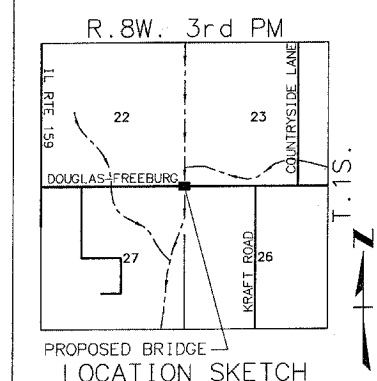 R.8W. 3rd PM
IL RTE 159
22
23
COUNTRYSIDE LANE
DOUGLAS-FREEBURG
T.1S.
27
KRAFT ROAD
26
Z
PROPOSED BRIDGE
LOCATION SKETCH